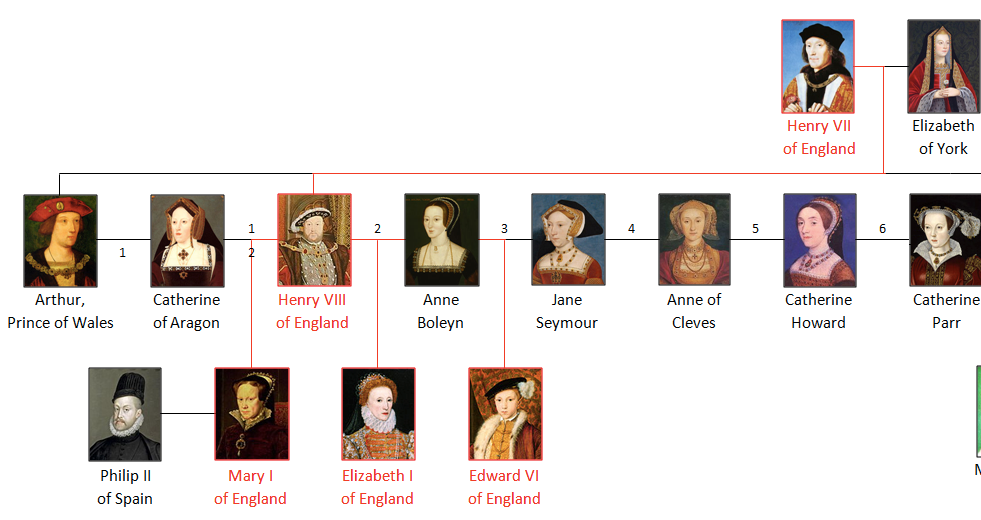 Henry VII
of England
Elizabeth
of York
1
1
2
2
3
4
5
6
Arthur,
Prince of Wales
Catherine
of Aragon
Henry VIII
of England
Anne
Boleyn
Jane
Seymour
Anne of
Cleves
Catherine
Howard
Catherine
Parr
Philip II
of Spain
Mary I
of England
Elizabeth I
of England
Edward VI
of England